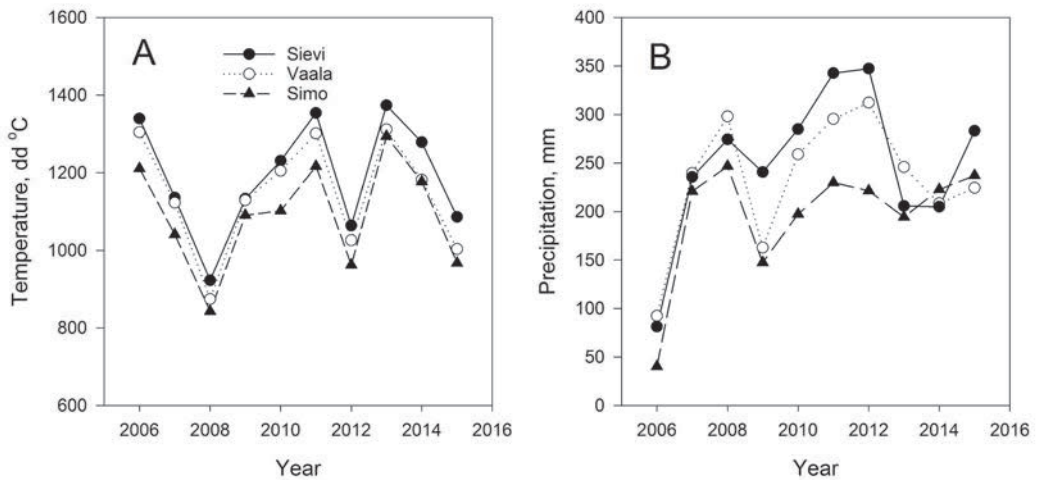 A
Sievi
Vaala
Simo
Temperature, dd °C
1600
1400
1200
1000
800
600
2006 2008 2010 2012 2014 2016
Year
B
Precipitation, mm
400
350
300
250
200
150
100
50
0
2006 2008 2010 2012 2014 2016
Year